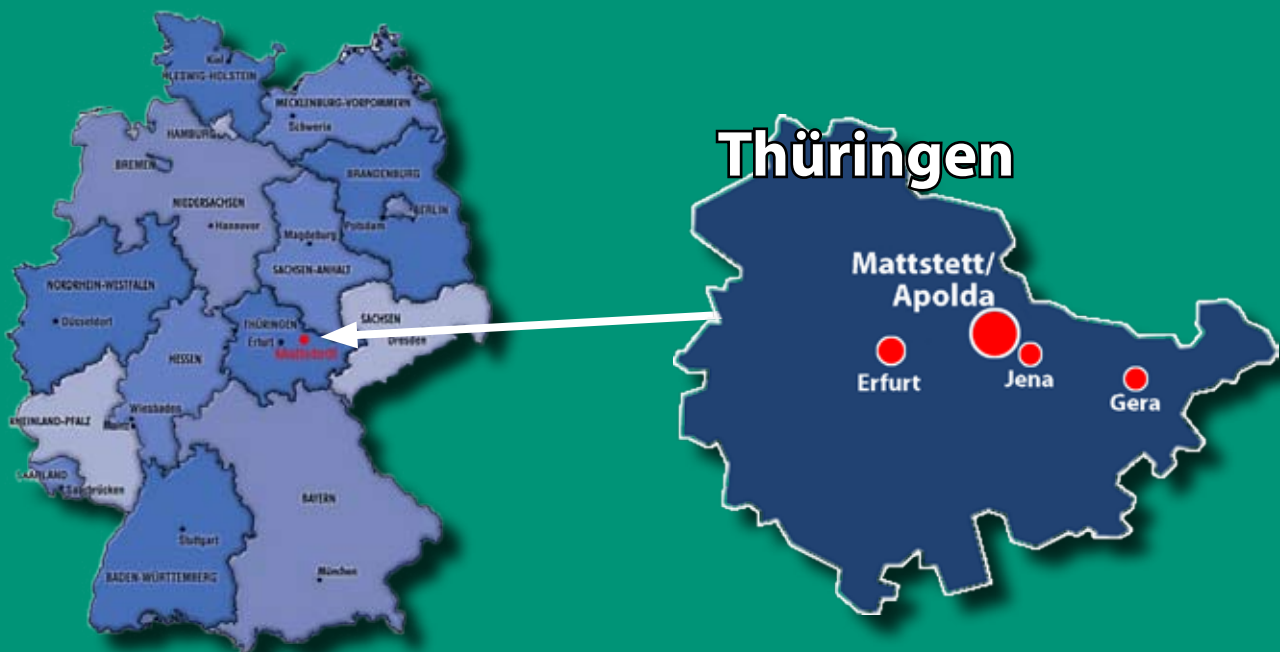 Kiel
SCHLESWIG-HOLSTEIN
MECKLENBURG-VORPOMMERN
Schwerin
HAMBURG
BREMEN
BRANDENBURG
NIEDERSACHSEN
BERLIN
Hannover
Potsdam
Magdeburg
SACHSEN-ANHALT
NORDRHEIN-WESTFALEN
Düsseldorf
THÜRINGEN
SACHSEN
Erfurt
Dresden
Mattstedt
HESSEN
Wiesbaden
RHEINLAND-PFALZ
Mainz
SAARLAND
Saarbrücken
BAYERN
Stuttgart
München
BADEN-WÜRTTEMBERG
Thüringen
Mattstett/
Apolda
Erfurt
Jena
Gera